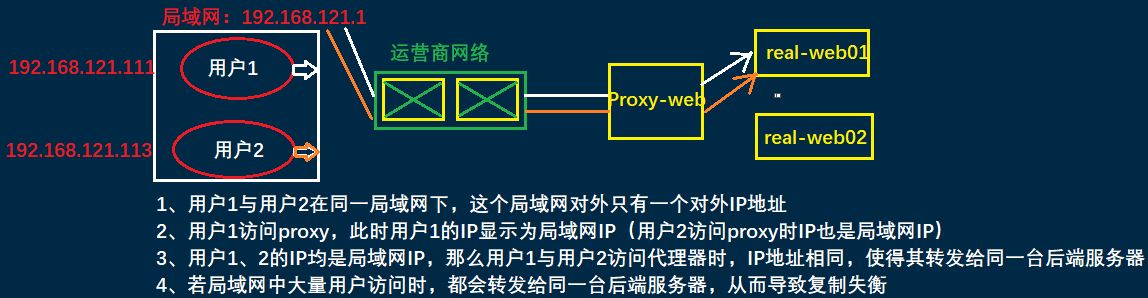 局域网：192.168.121.1
运营商网络
real-web01
192.168.121.111
用户1
Proxy-web
real-web02
192.168.121.113
用户2
1、用户1与用户2在同一局域网下，这个局域网对外只有一个对外IP地址
2、用户1访问proxy，此时用户1的IP显示为局域网IP（用户2访问proxy时IP也是局域网IP）
3、用户1、2的IP均是局域网IP，那么用户1与用户2访问代理器时，IP地址相同，使得其转发给同一台后端服务器
4、若局域网中大量用户访问时，都会转发给同一台后端服务器，从而导致复制失衡